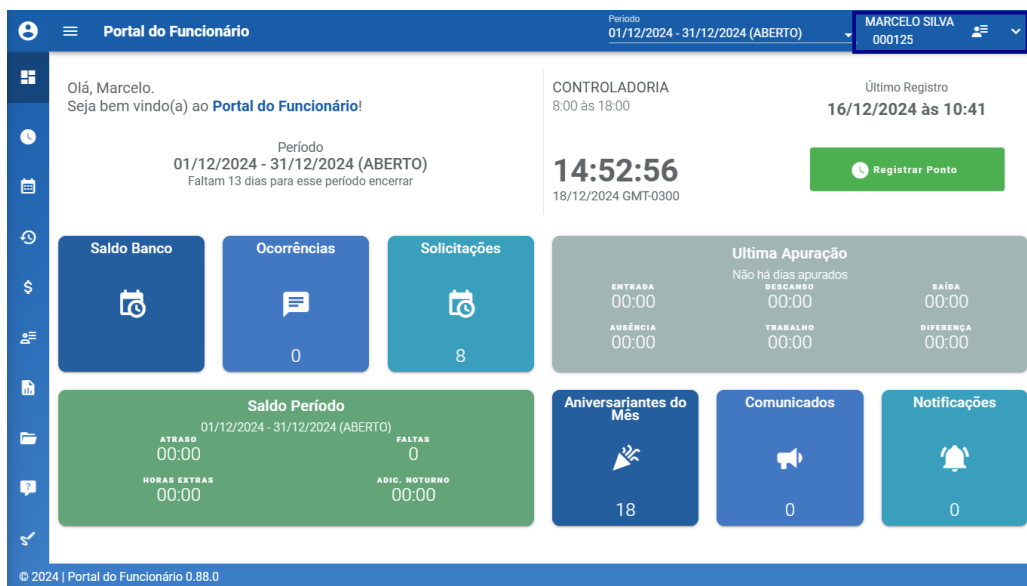 Portal do Funcionário
Período
01/12/2024 - 31/12/2024 (ABERTO)
MARCELO SILVA
000125
Olá, Marcelo.
Seja bem vindo(a) ao Portal do Funcionário!
Período
01/12/2024 - 31/12/2024 (ABERTO)
Faltam 13 dias para esse período encerrar
CONTROLADORIA
8:00 às 18:00
14:52:56
18/12/2024 GMT-0300
Último Registro
16/12/2024 às 10:41
Registrar Ponto
Saldo Banco
Ocorrências
0
Solicitações
8
Ultima Apuração
Não há dias apurados
ENTRADA DESCANSO SAÍDA
00:00 00:00 00:00
AUSÊNCIA TRABALHO DIFERENÇA
00:00 00:00 00:00
Saldo Período
01/12/2024 - 31/12/2024 (ABERTO)
ATRASO FALTAS
00:00 0
HORAS EXTRAS ADIC. NOTURNO
00:00 00:00
Aniversariantes do
Mês
18
Comunicados
0
Notificações
0
© 2024 | Portal do Funcionário 0.88.0